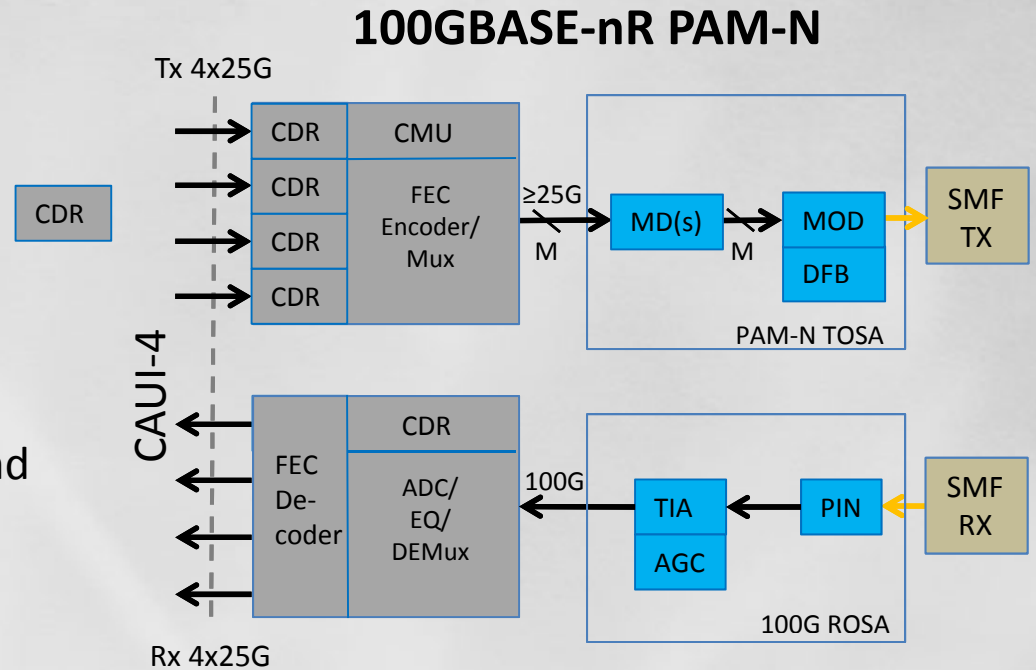 100GBASE-nR PAM-N
Tx 4x25G
CDR
CDR
CDR
CDR
CDR
CMU
FEC
Encoder/
Mux
≥25G
M
MD(s)
M
MOD
DFB
PAM-N TOSA
SMF
TX
CAUI-4
nd
FEC
De-
coder
CDR
ADC/
EQ/
DEMux
100G
TIA
AGC
PIN
100G ROSA
SMF
RX
Rx 4x25G